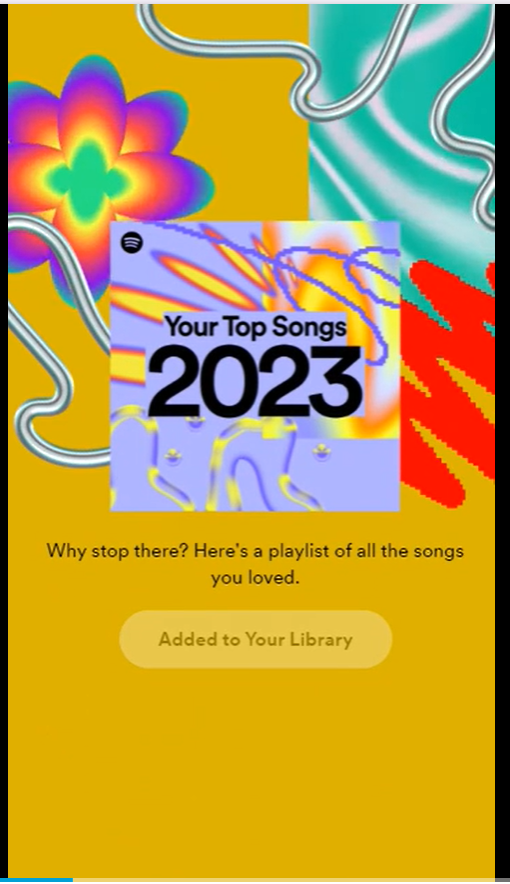 Your Top Songs
2023
Why stop there? Here's a playlist of all the songs
you loved.
Added to Your Library